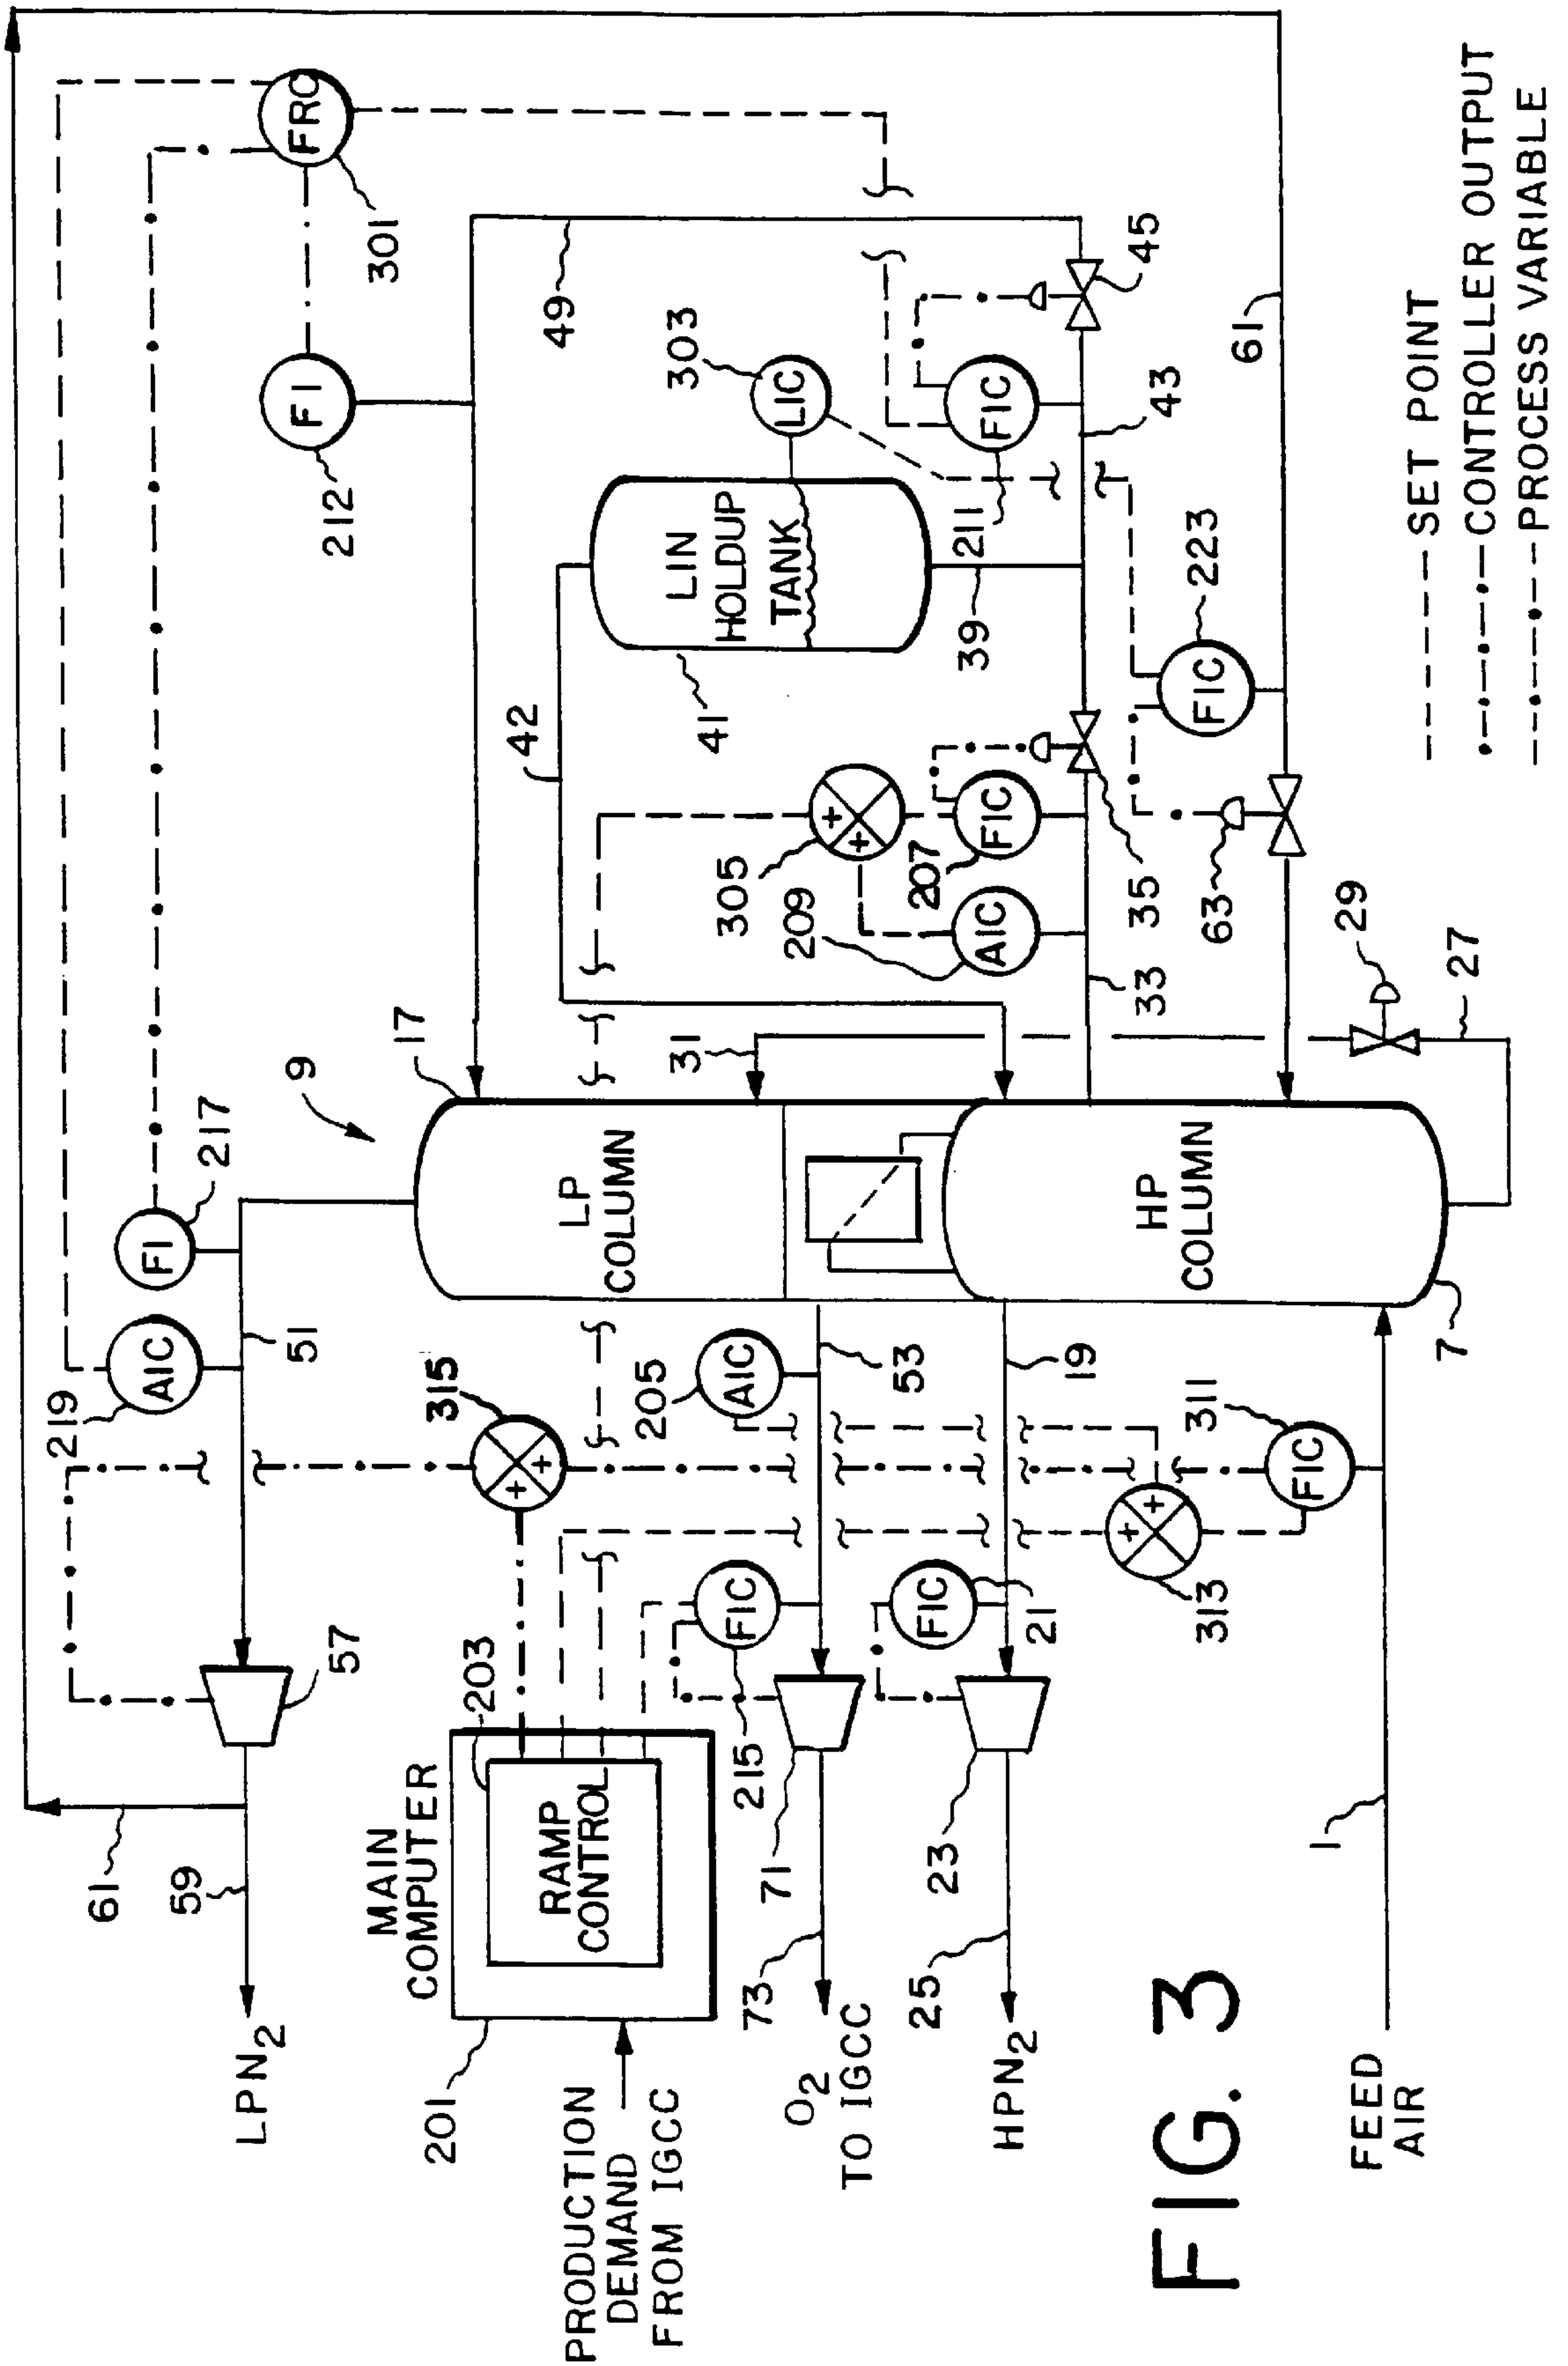 61
59
LPN2
57
219
AIC
51
FI
217
9
17
212
FI
FRC
301
49
MAIN
COMPUTER
201
203
RAMP
CONTROL
PRODUCTION
DEMAND
FROM IGCC
315
+
+
LP
COLUMN
205
AIC
53
FIC
215
71
73
O2
TO IGCC
FIC
21
23
25
HPN2
19
31
42
41
LIN
HOLDUP
TANK
303
LIC
39
305
+
+
207
FIC
209
AIC
33
35
211
FIC
43
45
HP
COLUMN
7
313
+
+
311
FIC
1
FEED
AIR
63
FIC
223
61
29
27
SET POINT
CONTROLLER OUTPUT
PROCESS VARIABLE
FIG. 3